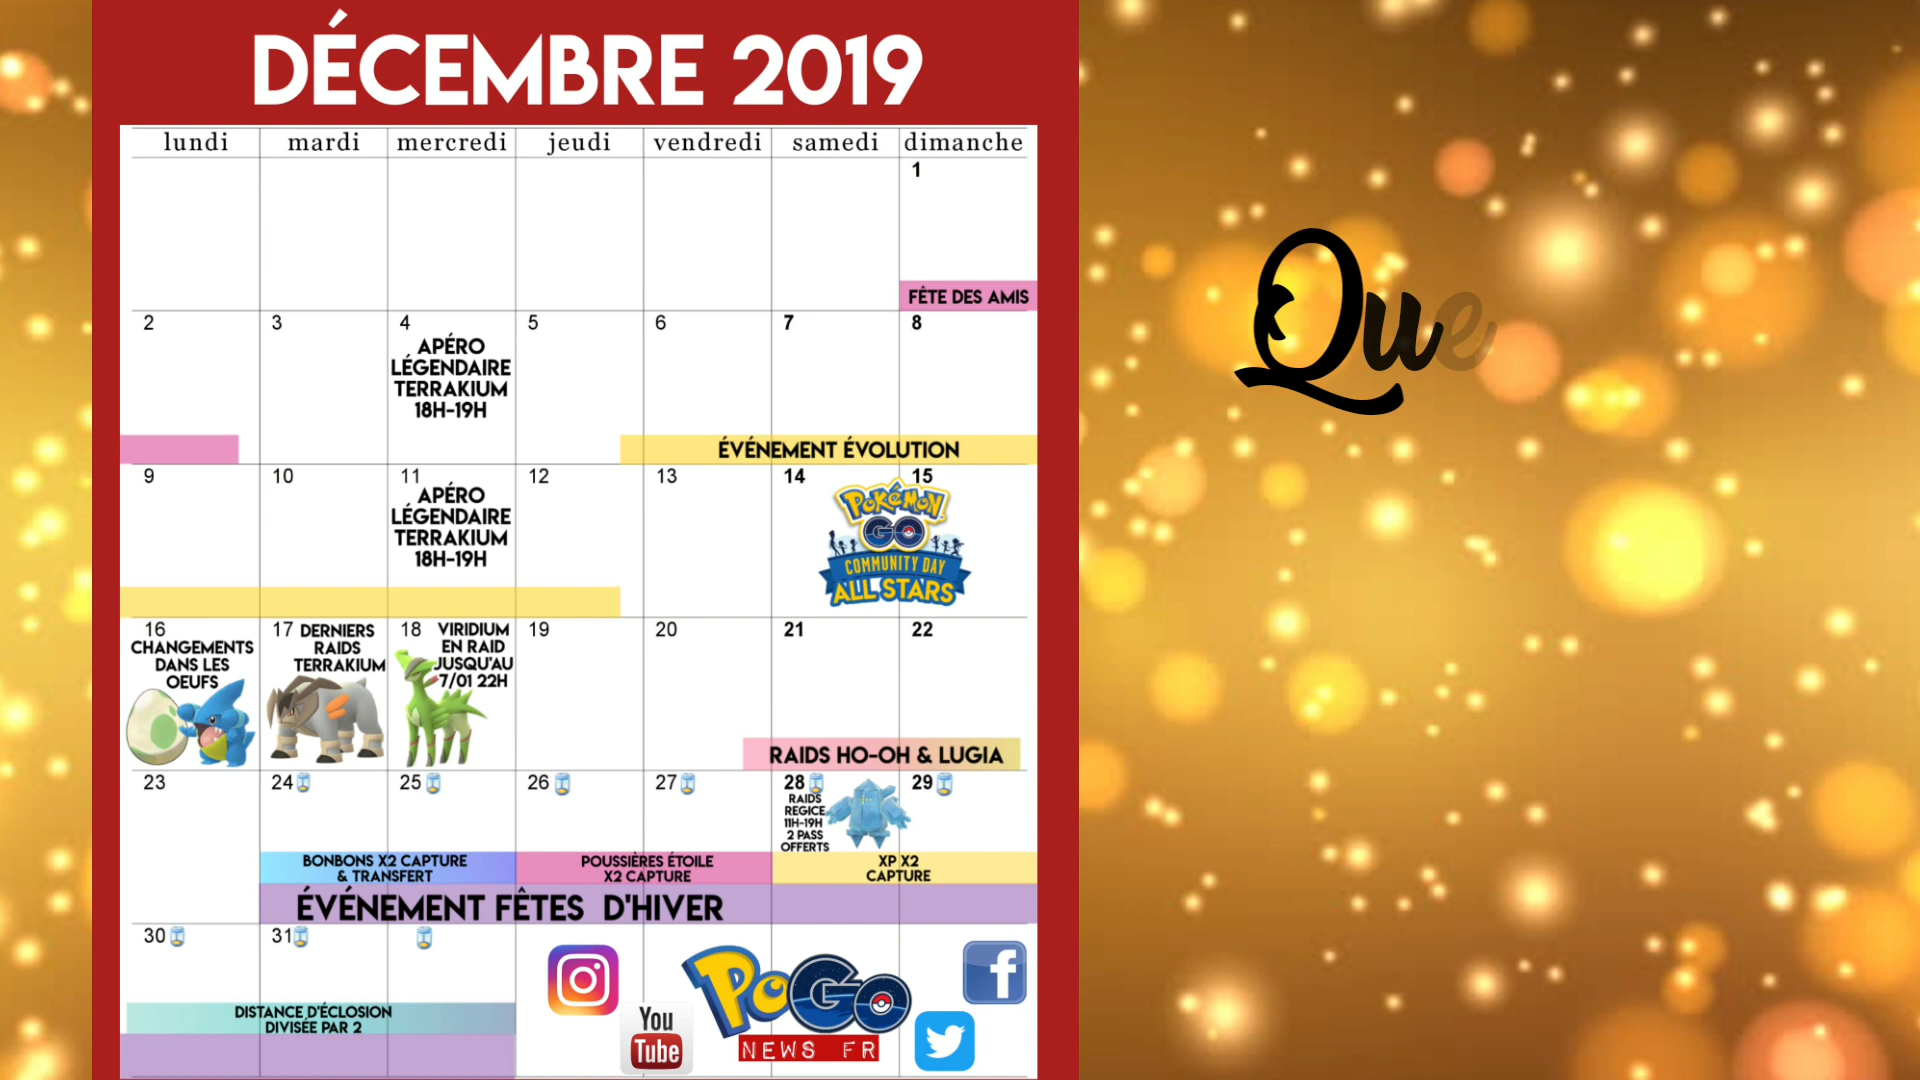 DÉCEMBRE 2019
lundi mardi mercredi jeudi vendredi samedi dimanche
1
FÊTE DES AMIS
2 3 4 5 6 7 8
APÉRO
LÉGENDAIRE
TERRAKIUM
18H-19H
ÉVÉNEMENT ÉVOLUTION
9 10 11 12 13 14 15
APÉRO
LÉGENDAIRE
TERRAKIUM
18H-19H
POKÉMON
GO
COMMUNITY DAY
ALL STARS
16 17 18 19 20 21 22
CHANGEMENTS
DANS LES
OEUFS
DERNIERS
RAIDS
TERRAKIUM
VIRIDIUM
EN RAID
JUSQU'AU
7/01 22H
RAIDS HO-OH & LUGIA
23 24 25 26 27 28 29
RAIDS
REGICE
11H-19H
2 PASS
OFFERTS
BONBONS X2 CAPTURE
& TRANSFERT
POUSSIÈRES ÉTOILE
X2 CAPTURE
XP X2
CAPTURE
ÉVÉNEMENT FÊTES D'HIVER
30 31
DISTANCE D'ÉCLOSION
DIVISÉE PAR 2
You
Tube
PoGo
NEWS FR
f
Que